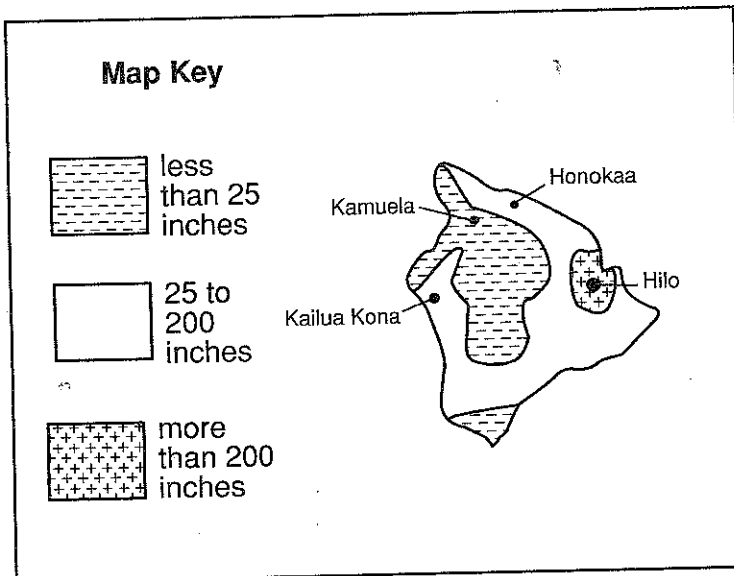 Map Key
less
than 25
inches
25 to
200
inches
more
than 200
inches
Honokaa
Kamuela
Hilo
Kailua Kona